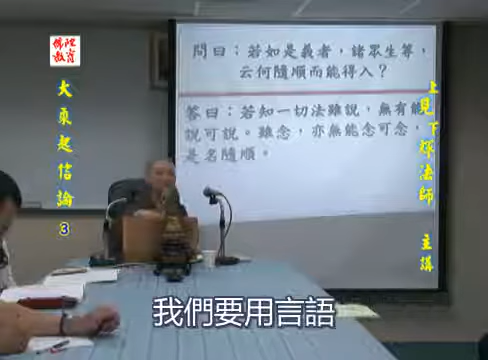 佛陀
教育
大乘起信論
3
問曰：若如是義者，諸眾生等，
云何隨順而能得入？
答曰：若知一切法雖說，無有能
說可說。雖念，亦無能念可念，
是名隨順。
上見下輝法師 主講
我們要用言語